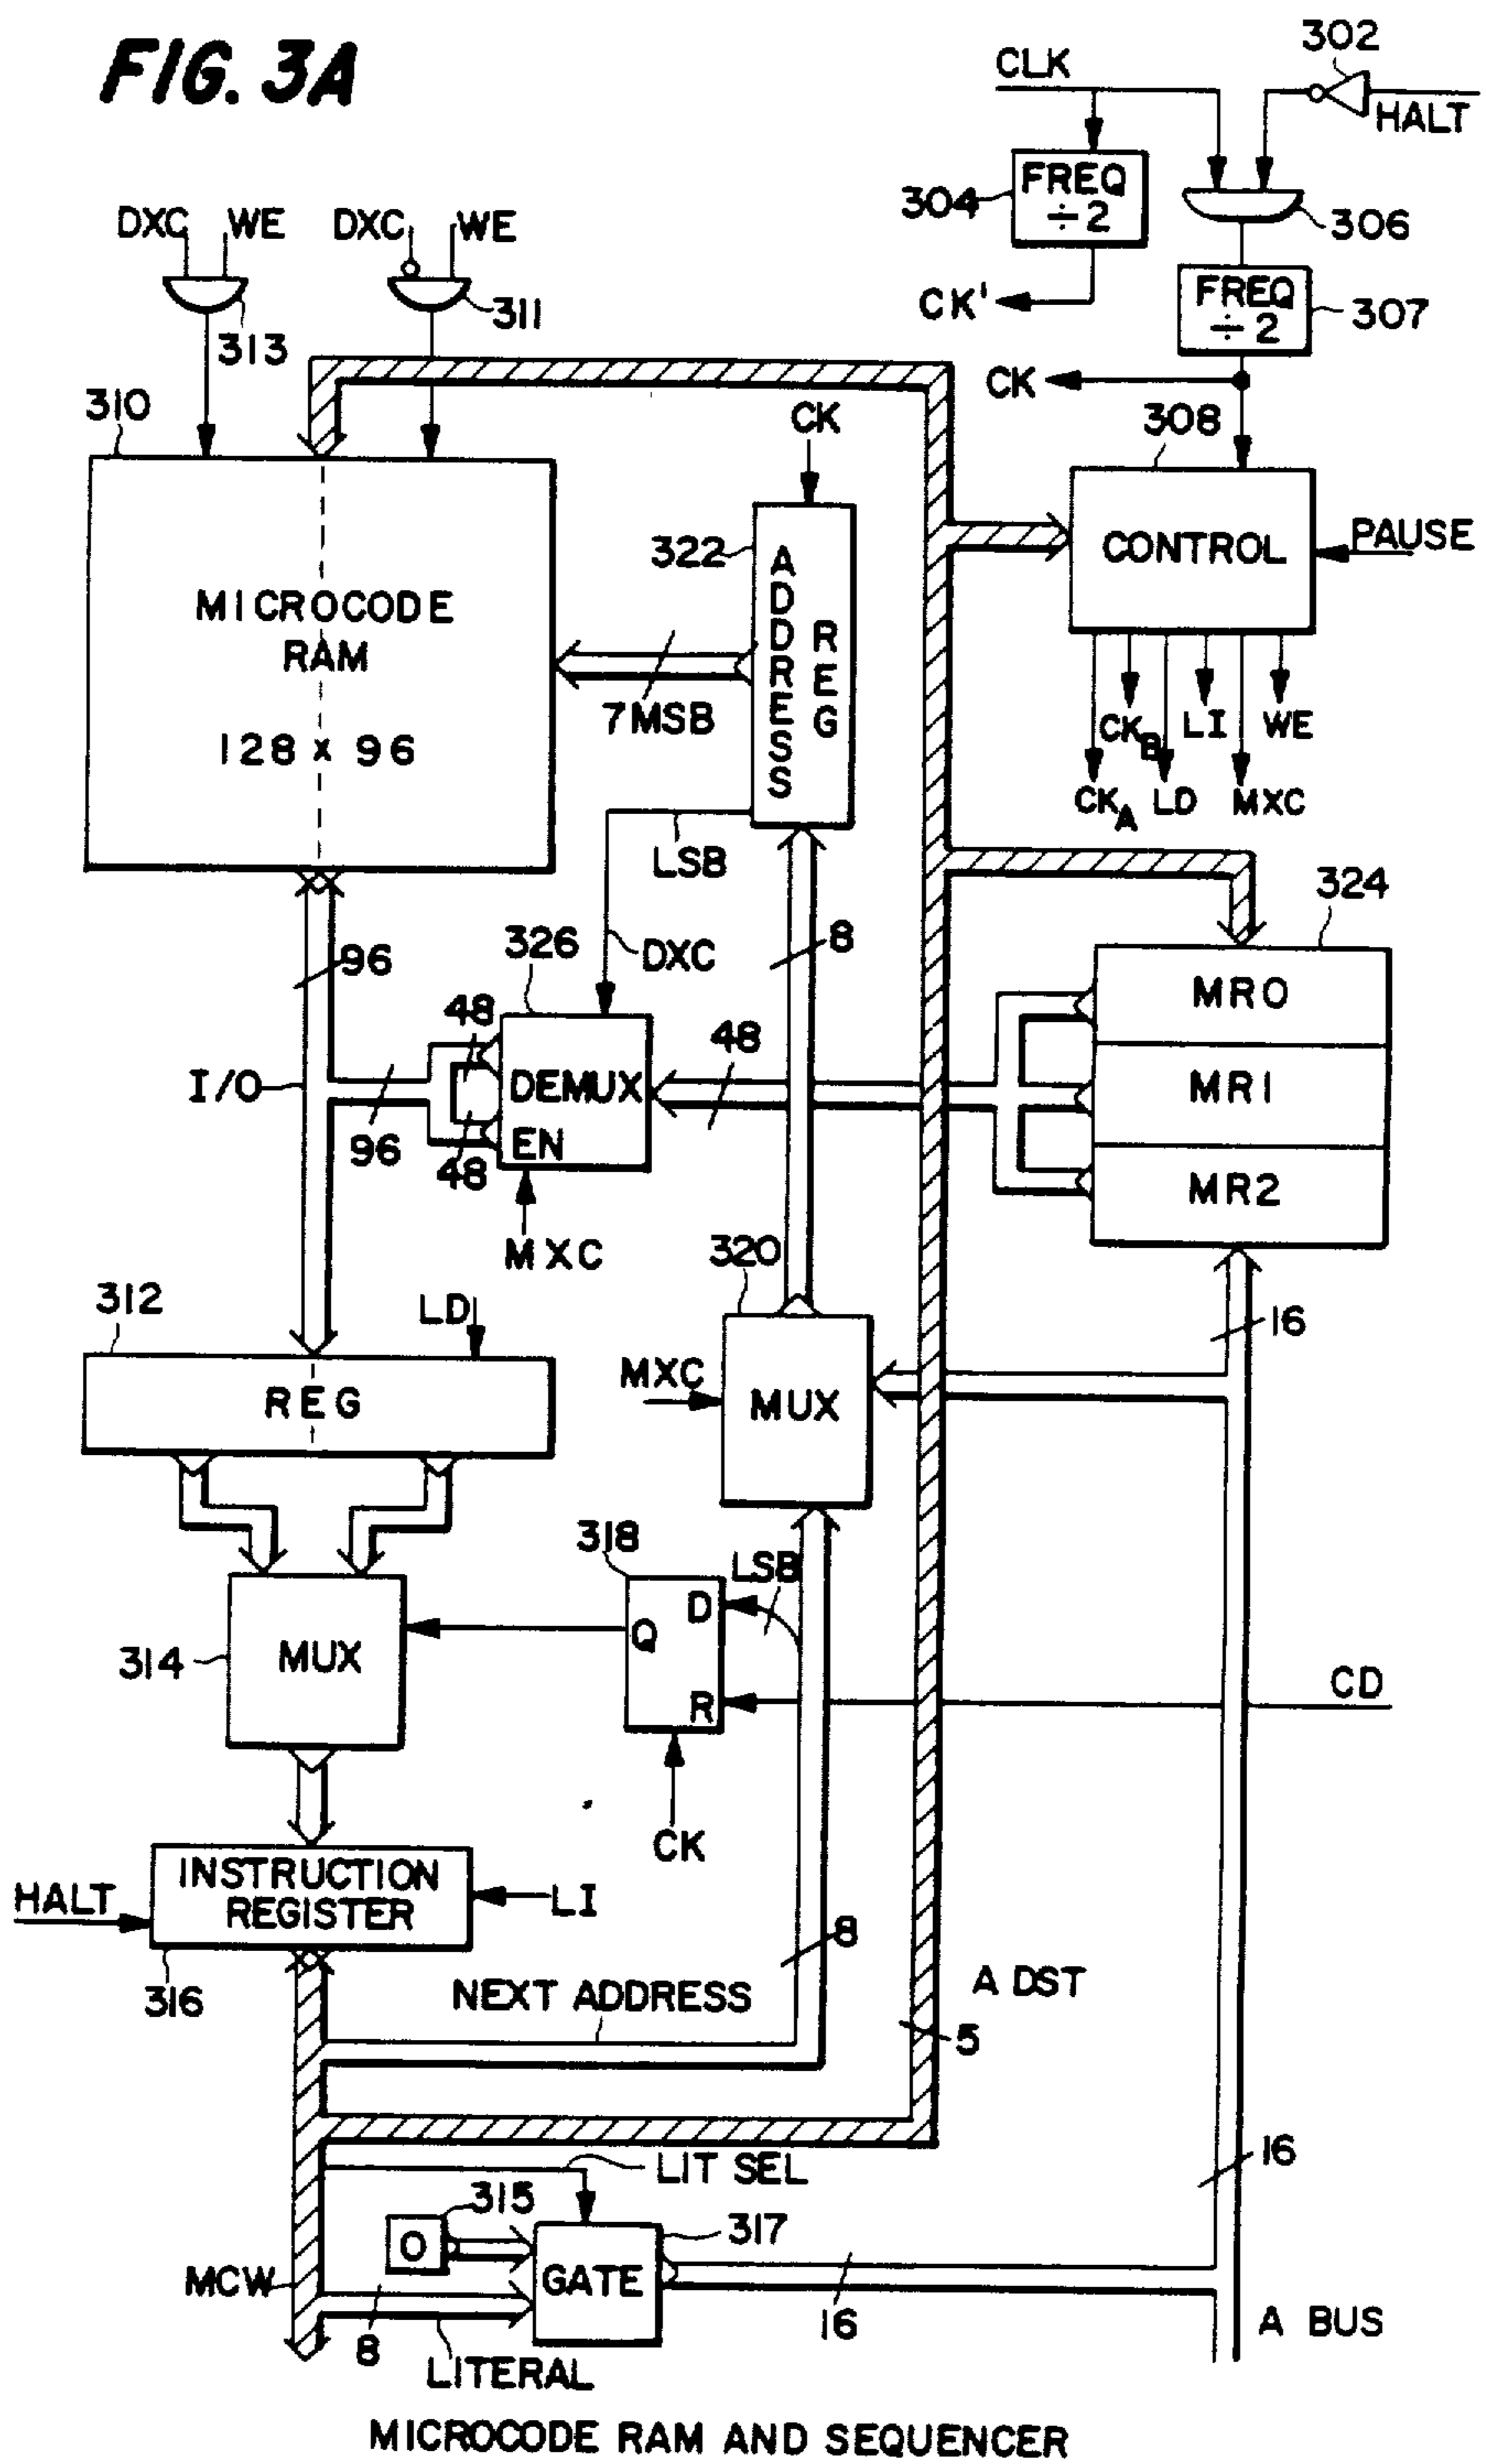 FIG. 3A
CLK
302
HALT
304
FREQ
÷2
306
CK'
FREQ
÷2
307
CK
DXC WE
DXC WE
313
311
310
CK
308
CONTROL
PAUSE
CKA
CKB
LD
LI
MXC
WE
MICROCODE
RAM
128 x 96
322
ADDRESS
REG
7MSB
LSB
DXC
8
324
MR0
MR1
MR2
96
326
48
48
DEMUX
EN
48
I/O
96
MXC
320
16
312
LD
REG
MXC
MUX
318
LSB
D
Q
R
314
MUX
CD
CK
INSTRUCTION
REGISTER
HALT
LI
316
8
NEXT ADDRESS
A DST
5
LIT SEL
16
315
0
317
GATE
MCW
8
16
LITERAL
A BUS
MICROCODE RAM AND SEQUENCER